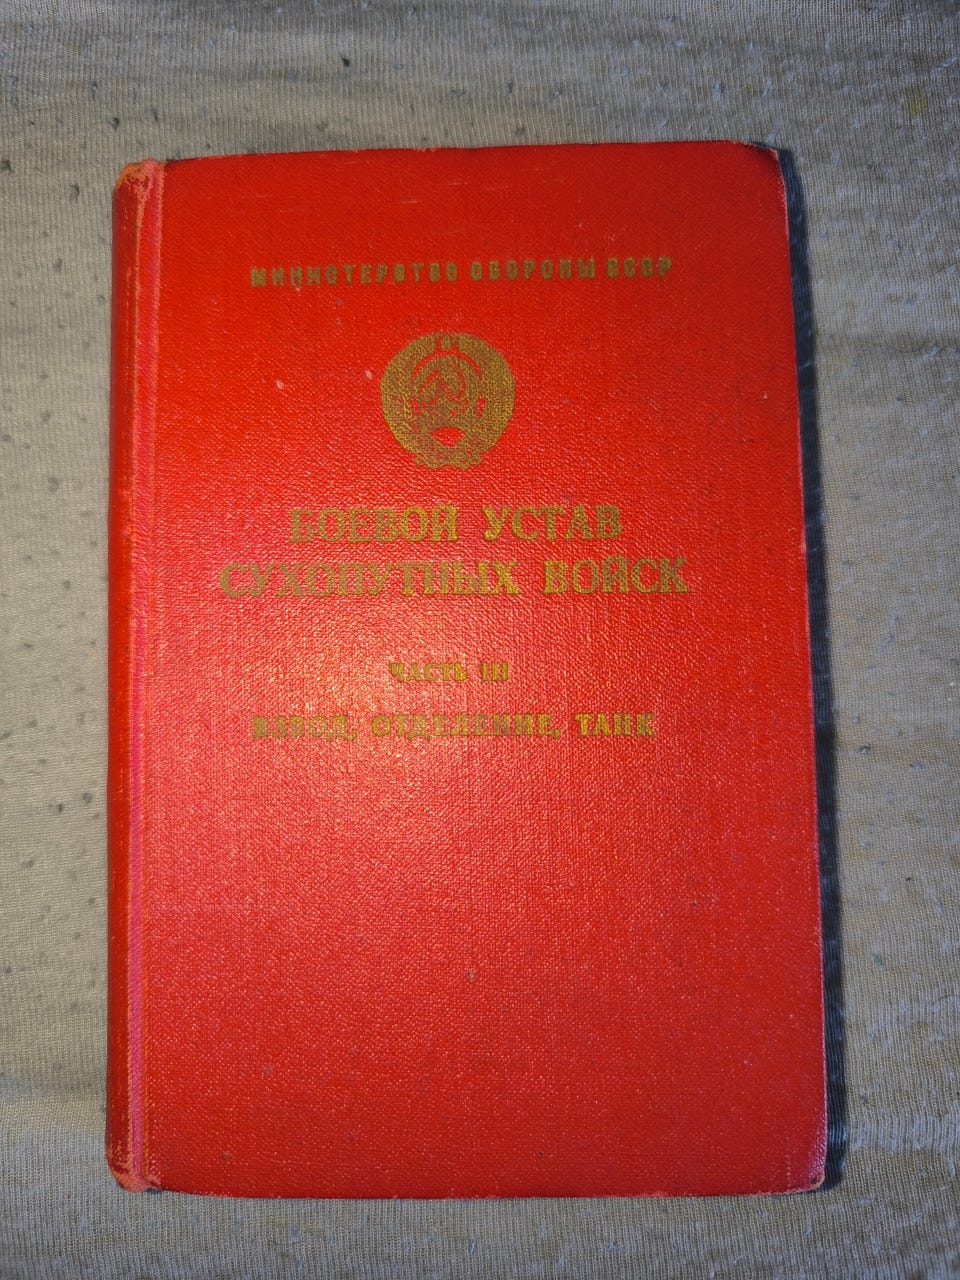 МИНИСТЕРСТВО ОБОРОНЫ СССР
БОЕВОЙ УСТАВ
СУХОПУТНЫХ ВОЙСК
ЧАСТЬ III
ВЗВОД, ОТДЕЛЕНИЕ, ТАНК